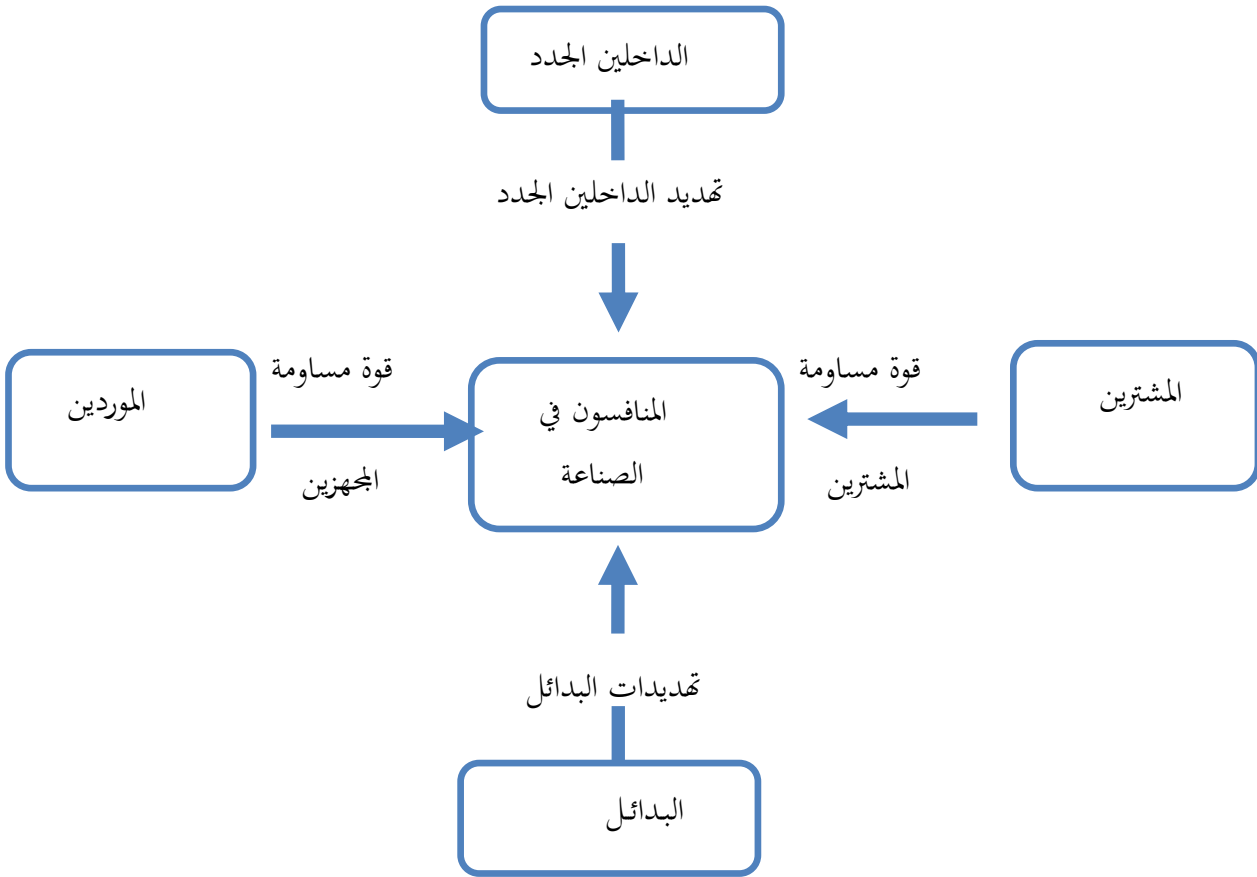 الداخلين الجدد
تهديد الداخلين الجدد
المشترين
قوة مساومة
المشترين
المنافسون في
الصناعة
قوة مساومة
المجهزين
الموردين
تهديدات البدائل
البدائل